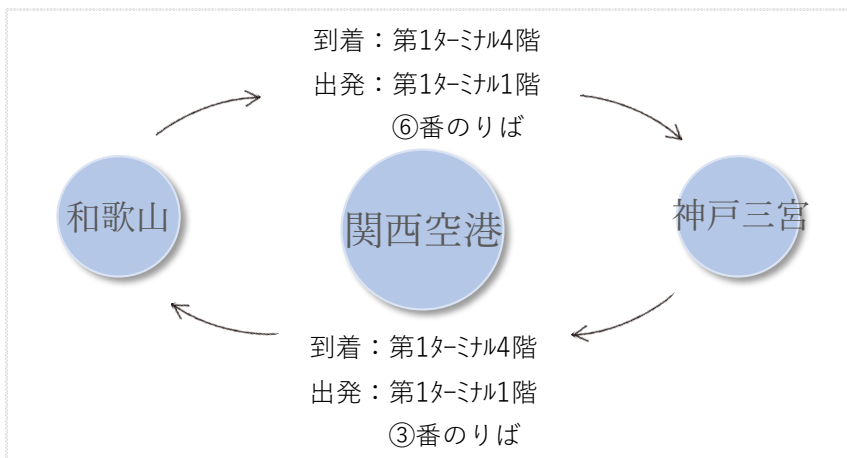 到着：第1ﾀｰﾐﾅﾙ4階
出発：第1ﾀｰﾐﾅﾙ1階
⑥番のりば
和歌山
関西空港
神戸三宮
到着：第1ﾀｰﾐﾅﾙ4階
出発：第1ﾀｰﾐﾅﾙ1階
③番のりば